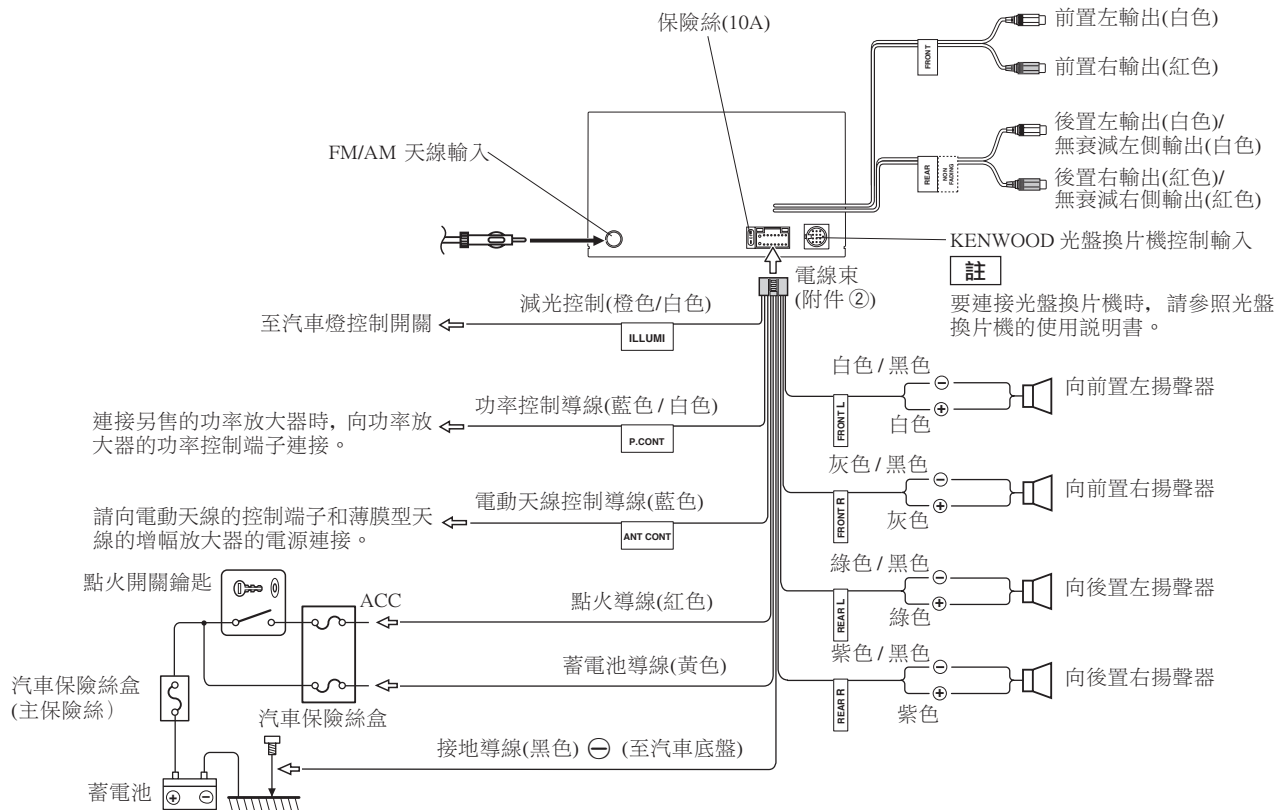 保險絲(10A)
前置左輸出(白色)
FRONT
前置右輸出(紅色)
後置左輸出(白色)/
無衰減左側輸出(白色)
REAR
NON
FADING
後置右輸出(紅色)/
無衰減右側輸出(紅色)
FM/AM 天線輸入
KENWOOD 光盤換片機控制輸入
註
要連接光盤換片機時，請參照光盤
換片機的使用説明書。
電線束
(附件②)
減光控制(橙色/白色)
至汽車燈控制開關
ILLUMI
功率控制導線(藍色 / 白色)
連接另售的功率放大器時，向功率放
大器的功率控制端子連接。
P.CONT
電動天線控制導線(藍色)
請向電動天線的控制端子和薄膜型天
線的增幅放大器的電源連接。
ANT CONT
白色 / 黑色
⊖
FRONT L
⊕
白色
向前置左揚聲器
灰色 / 黑色
⊖
FRONT R
⊕
灰色
向前置右揚聲器
綠色 / 黑色
⊖
REAR L
⊕
綠色
向後置左揚聲器
紫色 / 黑色
⊖
REAR R
⊕
紫色
向後置右揚聲器
點火開關鑰匙
ACC
點火導線(紅色)
蓄電池導線(黃色)
汽車保險絲盒
(主保險絲）
汽車保險絲盒
接地導線(黑色) ⊖ (至汽車底盤)
蓄電池
⊕ ⊖